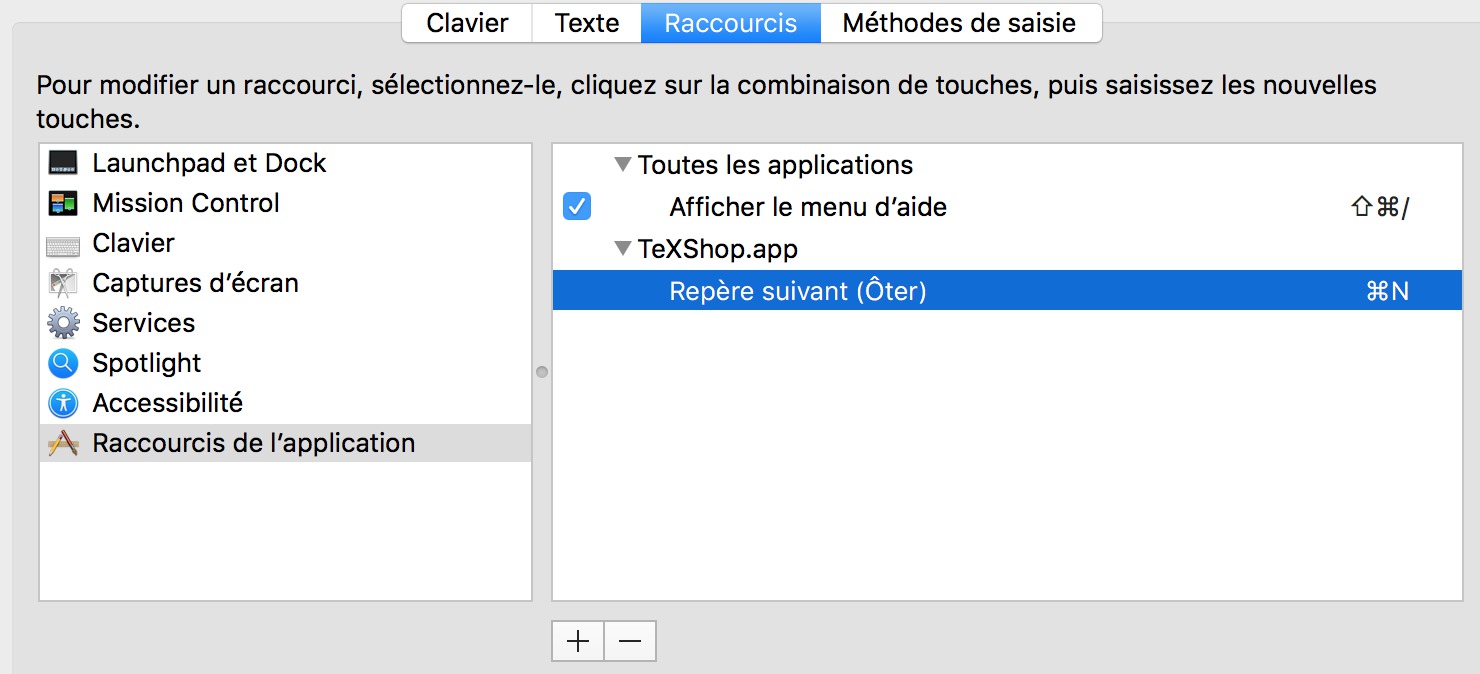 Clavier Texte Raccourcis Méthodes de saisie
Pour modifier un raccourci, sélectionnez-le, cliquez sur la combinaison de touches, puis saisissez les nouvelles
touches.
Launchpad et Dock
Mission Control
Clavier
Captures d’écran
Services
Spotlight
Accessibilité
Raccourcis de l’application
Toutes les applications
Afficher le menu d’aide ⇧⌘/
TeXShop.app
Repère suivant (Ôter) ⌘N